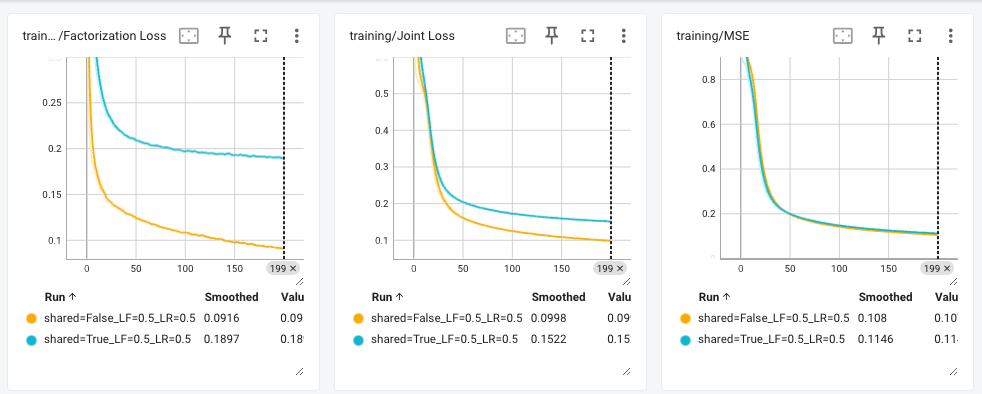 train… /Factorization Loss
0.25
0.2
0.15
0.1
0 50 100 150 199 ×
Run ↑ Smoothed Valu
shared=False_LF=0.5_LR=0.5 0.0916 0.09
shared=True_LF=0.5_LR=0.5 0.1897 0.18
training/Joint Loss
0.5
0.4
0.3
0.2
0.1
0 50 100 150 199 ×
Run ↑ Smoothed Valu
shared=False_LF=0.5_LR=0.5 0.0998 0.09
shared=True_LF=0.5_LR=0.5 0.1522 0.15
training/MSE
0.8
0.6
0.4
0.2
0 50 100 150 199 ×
Run ↑ Smoothed Valu
shared=False_LF=0.5_LR=0.5 0.108 0.10
shared=True_LF=0.5_LR=0.5 0.1146 0.11